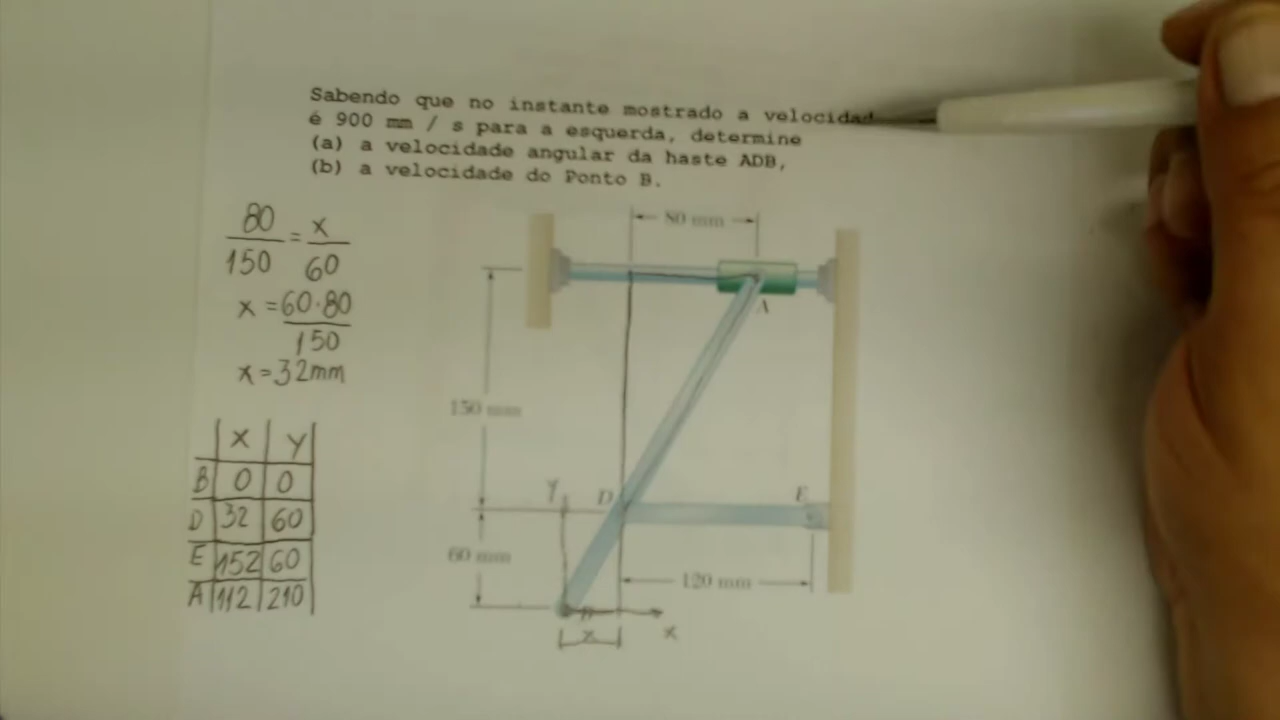 Sabendo que no instante mostrado a velocidad
é 900 mm / s para a esquerda, determine
(a) a velocidade angular da haste ADB,
(b) a velocidade do Ponto B.
80/150 = x/60
x = 60·80/150
x = 32mm
X Y
B 0 0
D 32 60
E 152 60
A 112 210
80 mm
A
150 mm
Y D E
60 mm
120 mm
B
x X